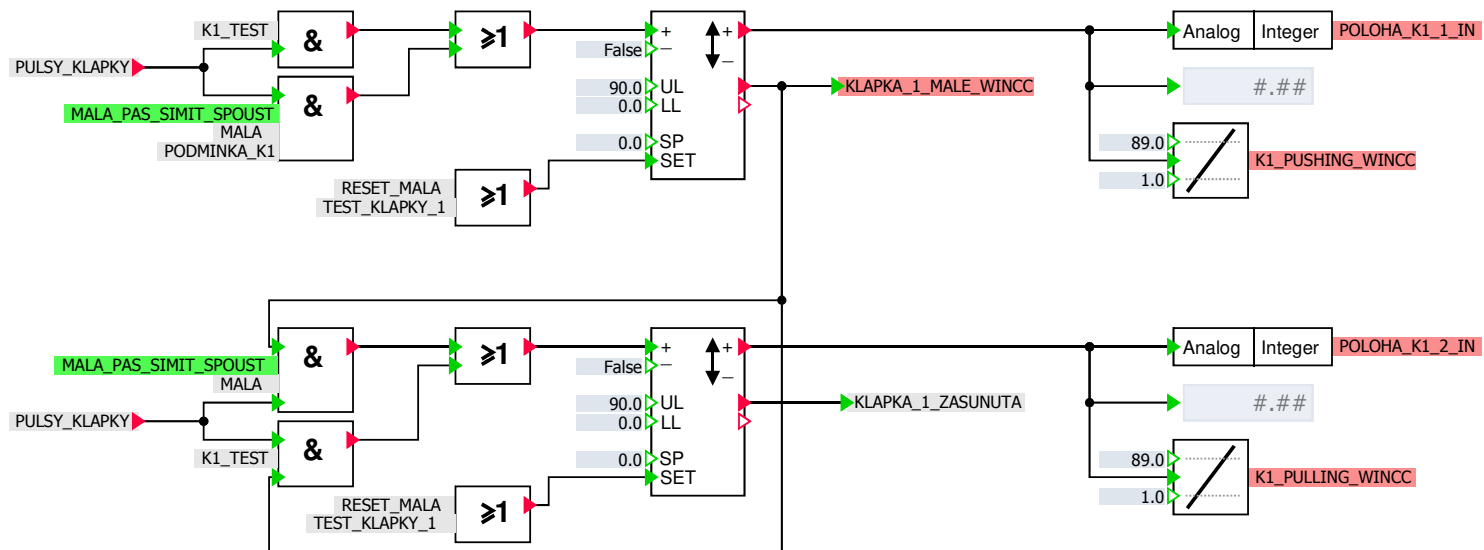 K1_TEST
&
≥1
+
+
Analog
Integer
POLOHA_K1_1_IN
PULSY_KLAPKY
False
−
−
&
90.0
UL
KLAPKA_1_MALE_WINCC
#.##
MALA_PAS_SIMIT_SPOUST
0.0
LL
MALA
PODMINKA_K1
0.0
SP
89.0
SET
K1_PUSHING_WINCC
RESET_MALA
≥1
1.0
TEST_KLAPKY_1
&
≥1
+
+
Analog
Integer
POLOHA_K1_2_IN
MALA_PAS_SIMIT_SPOUST
False
−
−
MALA
90.0
UL
KLAPKA_1_ZASUNUTA
#.##
PULSY_KLAPKY
0.0
LL
&
K1_TEST
0.0
SP
89.0
SET
K1_PULLING_WINCC
RESET_MALA
≥1
1.0
TEST_KLAPKY_1